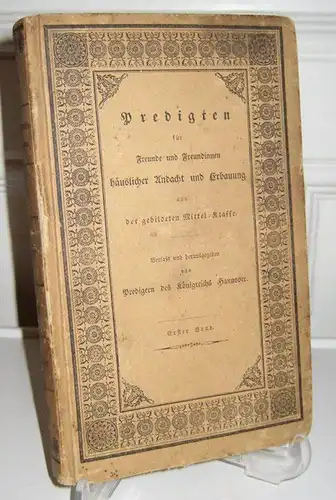 Predigten
für
Freunde und Freundinnen
häuslicher Andacht und Erbauung
aus
der gebildeten Mittel-Klasse.
Verfaßt und herausgegeben
von
Predigern des Königreichs Hannover.
Erster Band.